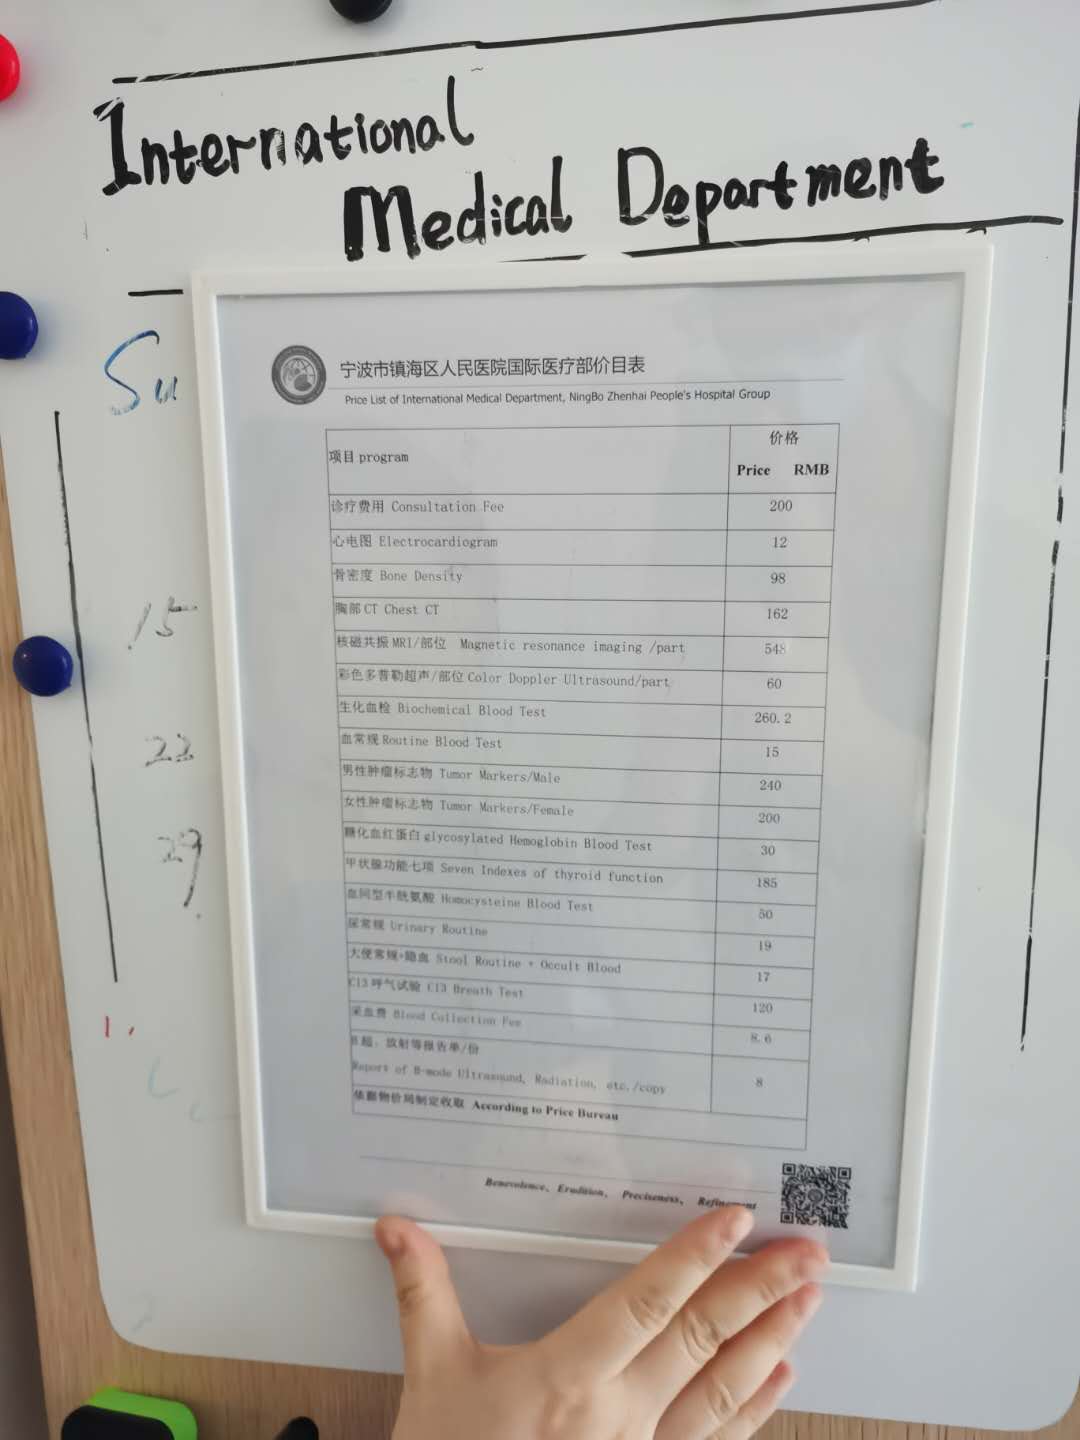 International
Medical Department
Su
宁波市镇海区人民医院国际医疗部价目表
Price List of International Medical Department, NingBo Zhenhai People's Hospital Group
项目 program
价格
Price RMB
诊疗费用 Consultation Fee 200
心电图 Electrocardiogram 12
骨密度 Bone Density 98
胸部 CT Chest CT 162
核磁共振 MRI/部位 Magnetic resonance imaging /part 548
彩色多普勒超声/部位 Color Doppler Ultrasound/part 60
生化血检 Biochemical Blood Test 260.2
血常规 Routine Blood Test 15
男性肿瘤标志物 Tumor Markers/Male 240
女性肿瘤标志物 Tumor Markers/Female 200
糖化血红蛋白 glycosylated Hemoglobin Blood Test 30
甲状腺功能七项 Seven Indexes of thyroid function 185
血同型半胱氨酸 Homocysteine Blood Test 50
尿常规 Urinary Routine 19
大便常规+隐血 Stool Routine + Occult Blood 17
C13 呼气试验 C13 Breath Test 120
采血费 Blood Collection Fee 8.6
B 超、放射等报告单/份
Report of B-mode Ultrasound, Radiation, etc./copy 8
依据物价局制定收取 According to Price Bureau
Benevolence、Erudition、Preciseness、Refinement
15
22
29
1.